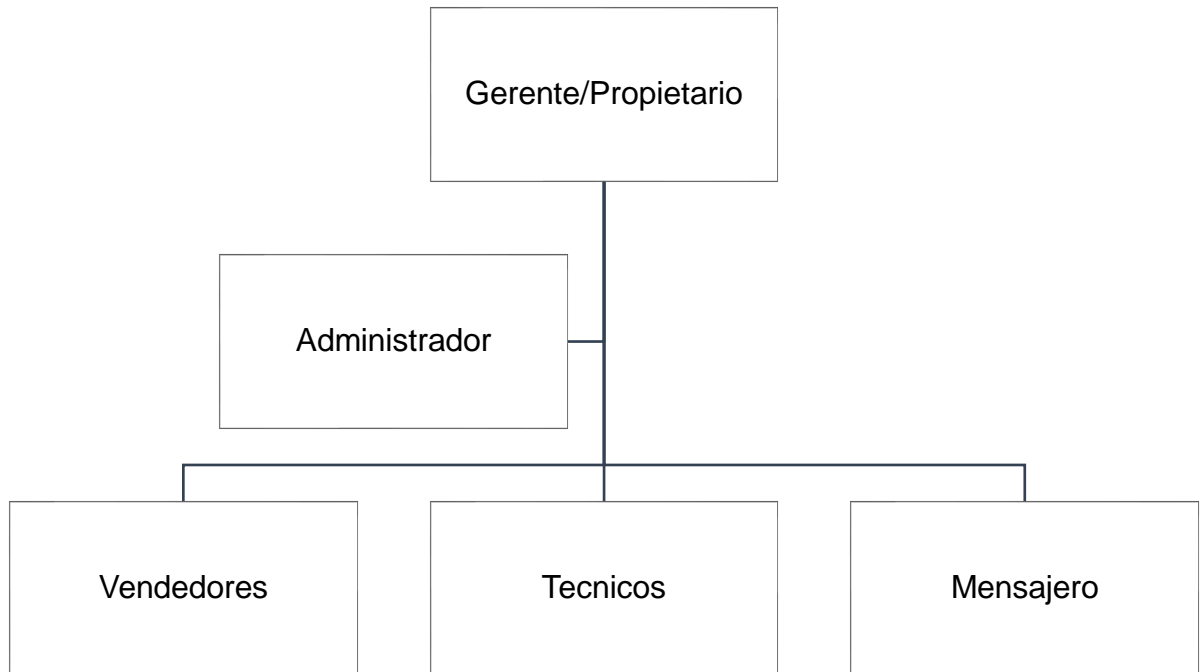 Gerente/Propietario
Administrador
Vendedores
Tecnicos
Mensajero